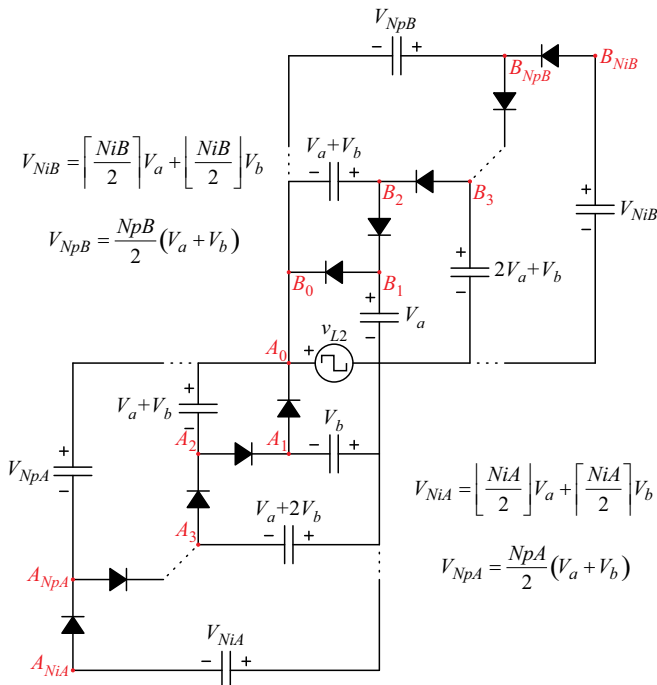 V_{NpB}
− +
B_{NpB}
B_{NiB}
V_{NiB} = ⌈NiB/2⌉V_a + ⌊NiB/2⌋V_b
V_a+V_b
− +
B_2
B_3
+
V_{NiB}
−
V_{NpB} = NpB/2 (V_a + V_b)
+
2V_a+V_b
−
B_0
B_1
+
V_a
−
v_{L2}
A_0
+
+
V_a+V_b
−
A_2
A_1
V_b
− +
+
V_{NpA}
−
V_{NiA} = ⌊NiA/2⌋V_a + ⌈NiA/2⌉V_b
V_a+2V_b
A_3
− +
V_{NpA} = NpA/2 (V_a + V_b)
A_{NpA}
V_{NiA}
A_{NiA}
− +